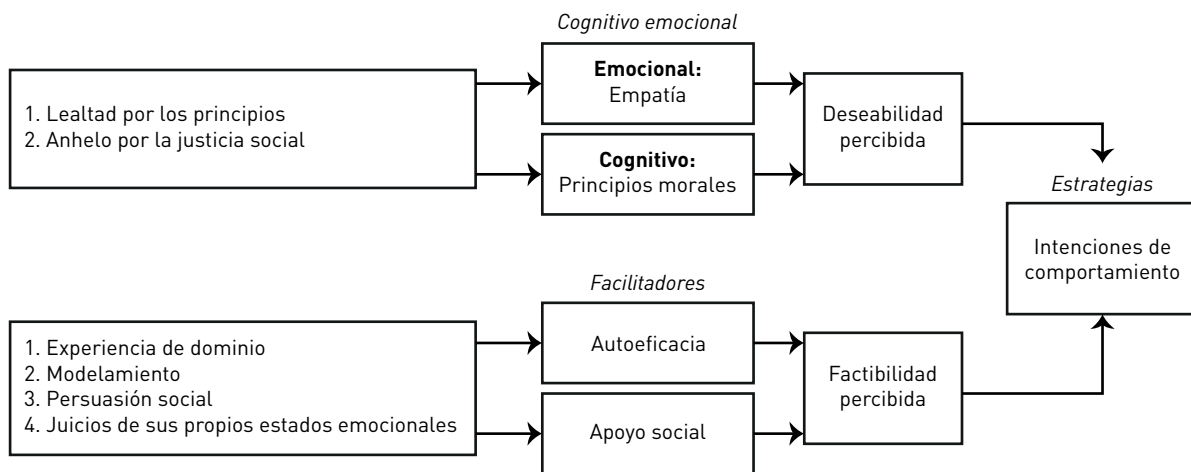 Cognitivo emocional
Emocional:
Empatía
1. Lealtad por los principios
2. Anhelo por la justicia social
Cognitivo:
Principios morales
Deseabilidad
percibida
Estrategias
Intenciones de
comportamiento
Facilitadores
1. Experiencia de dominio
2. Modelamiento
3. Persuasión social
4. Juicios de sus propios estados emocionales
Autoeficacia
Apoyo social
Factibilidad
percibida